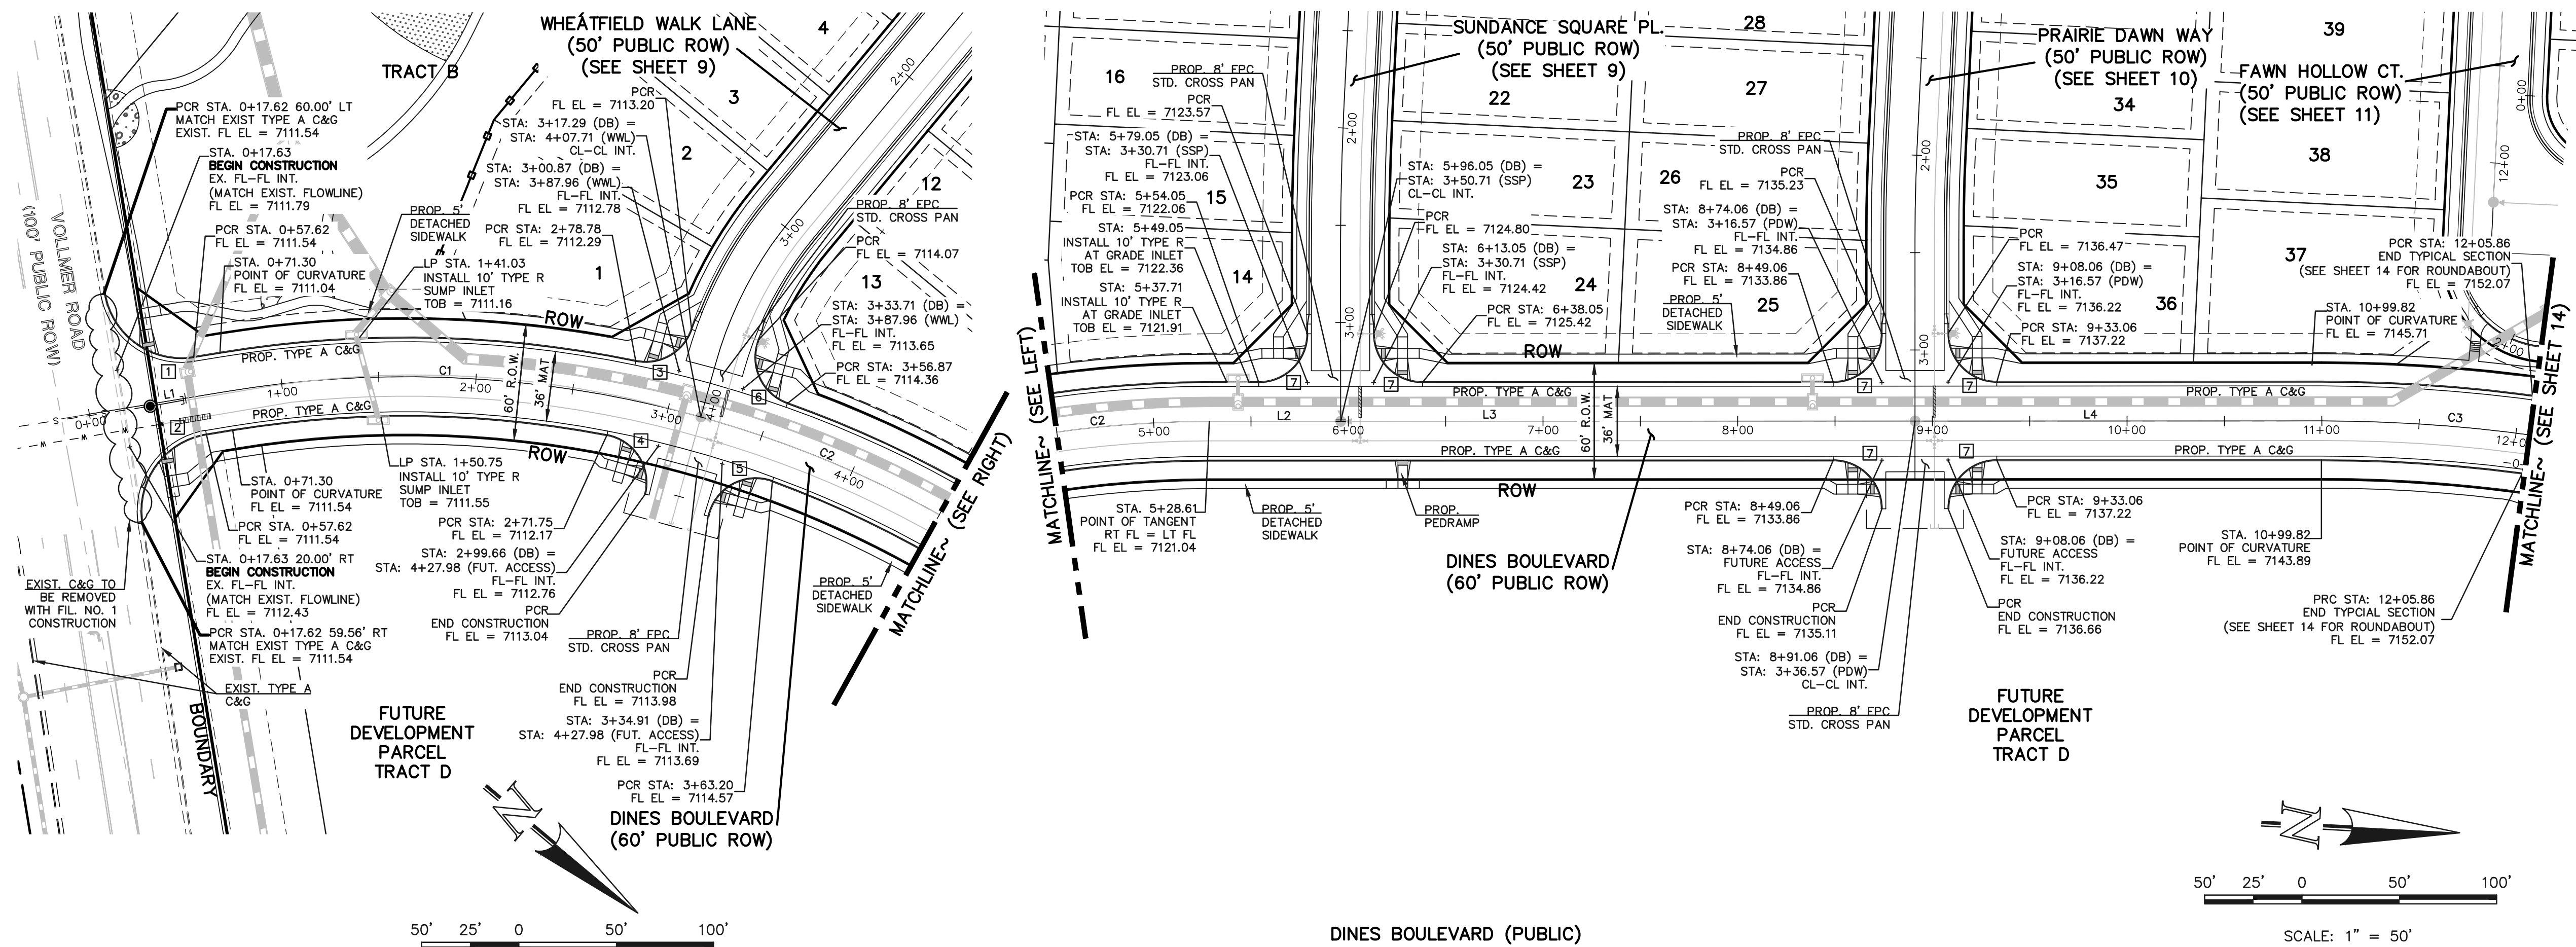 WHEATFIELD WALK LANE
(50' PUBLIC ROW)
(SEE SHEET 9)
TRACT B
4
3
2
1
12
13
2+00
3+00
4+00
PCR STA. 0+17.62 60.00' LT
MATCH EXIST TYPE A C&G
EXIST. FL EL = 7111.54
STA. 0+17.63
BEGIN CONSTRUCTION
EX. FL-FL INT.
(MATCH EXIST. FLOWLINE)
FL EL = 7111.79
PCR STA. 0+57.62
FL EL = 7111.54
STA. 0+71.30
POINT OF CURVATURE
FL EL = 7111.04
VOLLMER ROAD
(100' PUBLIC ROW)
PROP. 5'
DETACHED
SIDEWALK
LP STA. 1+41.03
INSTALL 10' TYPE R
SUMP INLET
TOB = 7111.16
PCR
FL EL = 7113.20
STA: 3+17.29 (DB) =
STA: 4+07.71 (WWL)
CL-CL INT.
STA: 3+00.87 (DB) =
STA: 3+87.96 (WWL)
FL-FL INT.
FL EL = 7112.78
PCR STA: 2+78.78
FL EL = 7112.29
PROP. 8' FPC
STD. CROSS PAN
PCR
FL EL = 7114.07
STA: 3+33.71 (DB) =
STA: 3+87.96 (WWL)
FL-FL INT.
FL EL = 7113.65
PCR STA: 3+56.87
FL EL = 7114.36
ROW
PROP. TYPE A C&G
PROP. TYPE A C&G
60' R.O.W.
36' MAT
ROW
1
2
3
4
5
6
L1
C1
C2
S
W
W
0+00
1+00
2+00
3+00
4+00
STA. 0+71.30
POINT OF CURVATURE
FL EL = 7111.54
PCR STA. 0+57.62
FL EL = 7111.54
STA. 0+17.63 20.00' RT
BEGIN CONSTRUCTION
EX. FL-FL INT.
(MATCH EXIST. FLOWLINE)
FL EL = 7112.43
PCR STA. 0+17.62 59.56' RT
MATCH EXIST TYPE A C&G
EXIST. FL EL = 7111.54
EXIST. C&G TO
BE REMOVED
WITH FIL. NO. 1
CONSTRUCTION
EXIST. TYPE A
C&G
BOUNDARY
LP STA. 1+50.75
INSTALL 10' TYPE R
SUMP INLET
TOB = 7111.55
PCR STA: 2+71.75
FL EL = 7112.17
STA: 2+99.66 (DB) =
STA: 4+27.98 (FUT. ACCESS)
FL-FL INT.
FL EL = 7112.76
PCR
END CONSTRUCTION
FL EL = 7113.04
PROP. 8' FPC
STD. CROSS PAN
PCR
END CONSTRUCTION
FL EL = 7113.98
STA: 3+34.91 (DB) =
STA: 4+27.98 (FUT. ACCESS)
FL-FL INT.
FL EL = 7113.69
PCR STA: 3+63.20
FL EL = 7114.57
DINES BOULEVARD
(60' PUBLIC ROW)
PROP. 5'
DETACHED
SIDEWALK
MATCHLINE~ (SEE RIGHT)
FUTURE
DEVELOPMENT
PARCEL
TRACT D
N
50' 25' 0 50' 100'
MATCHLINE~ (SEE LEFT)
SUNDANCE SQUARE PL.
(50' PUBLIC ROW)
(SEE SHEET 9)
PRAIRIE DAWN WAY
(50' PUBLIC ROW)
(SEE SHEET 10)
FAWN HOLLOW CT.
(50' PUBLIC ROW)
(SEE SHEET 11)
16
15
14
28
27
22
23
24
26
25
34
35
36
37
38
39
PROP. 8' FPC
STD. CROSS PAN
PCR
FL EL = 7123.57
STA: 5+79.05 (DB) =
STA: 3+30.71 (SSP)
FL-FL INT.
FL EL = 7123.06
PCR STA: 5+54.05
FL EL = 7122.06
STA: 5+49.05
INSTALL 10' TYPE R
AT GRADE INLET
TOB EL = 7122.36
STA: 5+37.71
INSTALL 10' TYPE R
AT GRADE INLET
TOB EL = 7121.91
STA: 5+96.05 (DB) =
STA: 3+50.71 (SSP)
CL-CL INT.
PCR
FL EL = 7124.80
STA: 6+13.05 (DB) =
STA: 3+30.71 (SSP)
FL-FL INT.
FL EL = 7124.42
PCR STA: 6+38.05
FL EL = 7125.42
PROP. 8' FPC
STD. CROSS PAN
PCR
FL EL = 7135.23
STA: 8+74.06 (DB) =
STA: 3+16.57 (PDW)
FL-FL INT.
FL EL = 7134.86
PCR STA: 8+49.06
FL EL = 7133.86
PROP. 5'
DETACHED
SIDEWALK
PCR
FL EL = 7136.47
STA: 9+08.06 (DB) =
STA: 3+16.57 (PDW)
FL-FL INT.
FL EL = 7136.22
PCR STA: 9+33.06
FL EL = 7137.22
PCR STA: 12+05.86
END TYPICAL SECTION
(SEE SHEET 14 FOR ROUNDABOUT)
FL EL = 7152.07
STA. 10+99.82
POINT OF CURVATURE
FL EL = 7145.71
2+00
3+00
2+00
3+00
0+00
12+00
2+00
ROW
7
7
7
7
7
7
PROP. TYPE A C&G
PROP. TYPE A C&G
C2
L2
L3
L4
C3
5+00
6+00
7+00
8+00
9+00
10+00
11+00
12+0
60' R.O.W.
36' MAT
PROP. TYPE A C&G
PROP. TYPE A C&G
ROW
STA. 5+28.61
POINT OF TANGENT
RT FL = LT FL
FL EL = 7121.04
PROP. 5'
DETACHED
SIDEWALK
PROP.
PEDRAMP
DINES BOULEVARD
(60' PUBLIC ROW)
PCR STA: 8+49.06
FL EL = 7133.86
STA: 8+74.06 (DB) =
FUTURE ACCESS
FL-FL INT.
FL EL = 7134.86
PCR
END CONSTRUCTION
FL EL = 7135.11
STA: 8+91.06 (DB) =
STA: 3+36.57 (PDW)
CL-CL INT.
PROP. 8' FPC
STD. CROSS PAN
PCR STA: 9+33.06
FL EL = 7137.22
STA: 9+08.06 (DB) =
FUTURE ACCESS
FL-FL INT.
FL EL = 7136.22
PCR
END CONSTRUCTION
FL EL = 7136.66
STA. 10+99.82
POINT OF CURVATURE
FL EL = 7143.89
PRC STA: 12+05.86
END TYPCIAL SECTION
(SEE SHEET 14 FOR ROUNDABOUT)
FL EL = 7152.07
MATCHLINE~ (SEE SHEET 14)
FUTURE
DEVELOPMENT
PARCEL
TRACT D
N
50' 25' 0 50' 100'
SCALE: 1" = 50'
DINES BOULEVARD (PUBLIC)